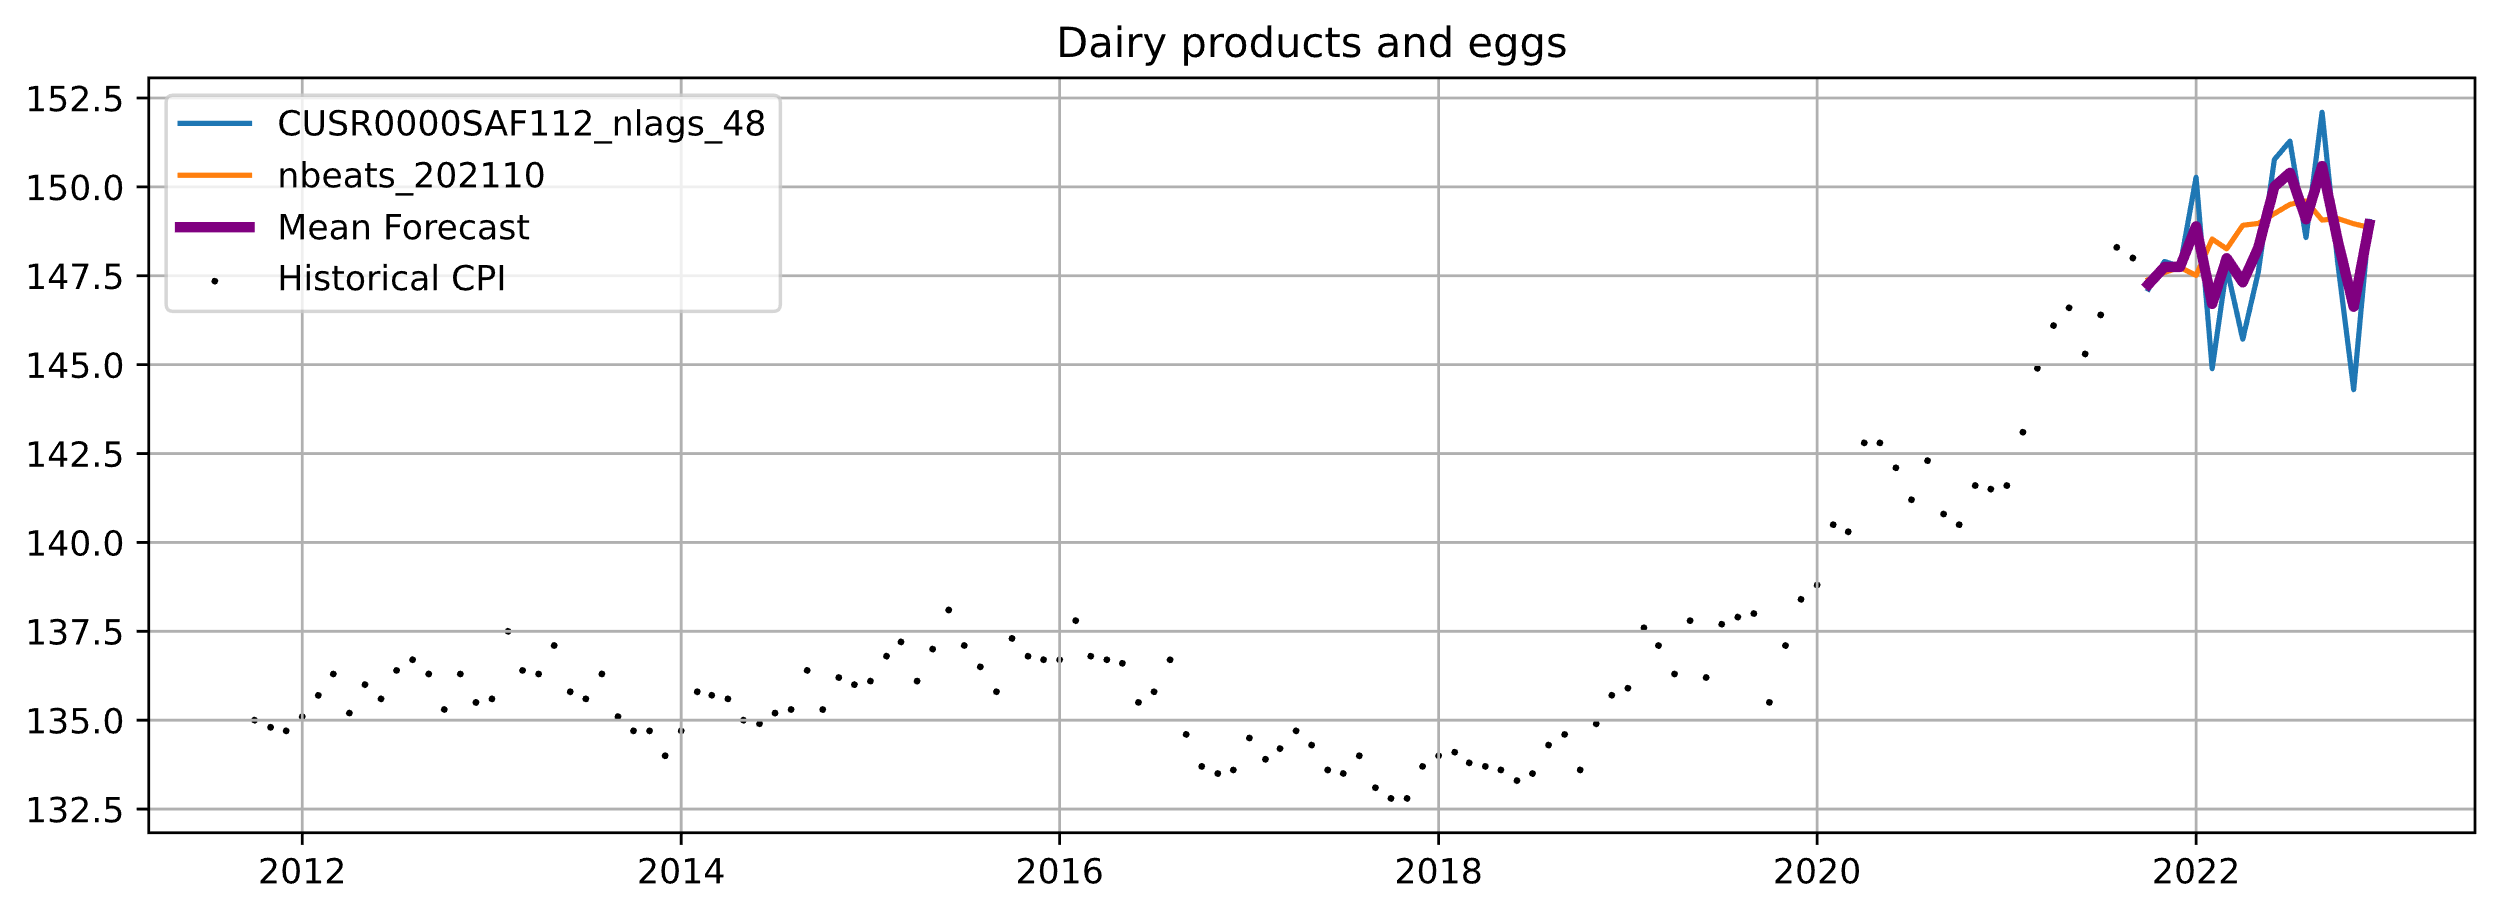 Dairy products and eggs
152.5
150.0
147.5
145.0
142.5
140.0
137.5
135.0
132.5
CUSR0000SAF112_nlags_48
nbeats_202110
Mean Forecast
Historical CPI
2012 2014 2016 2018 2020 2022